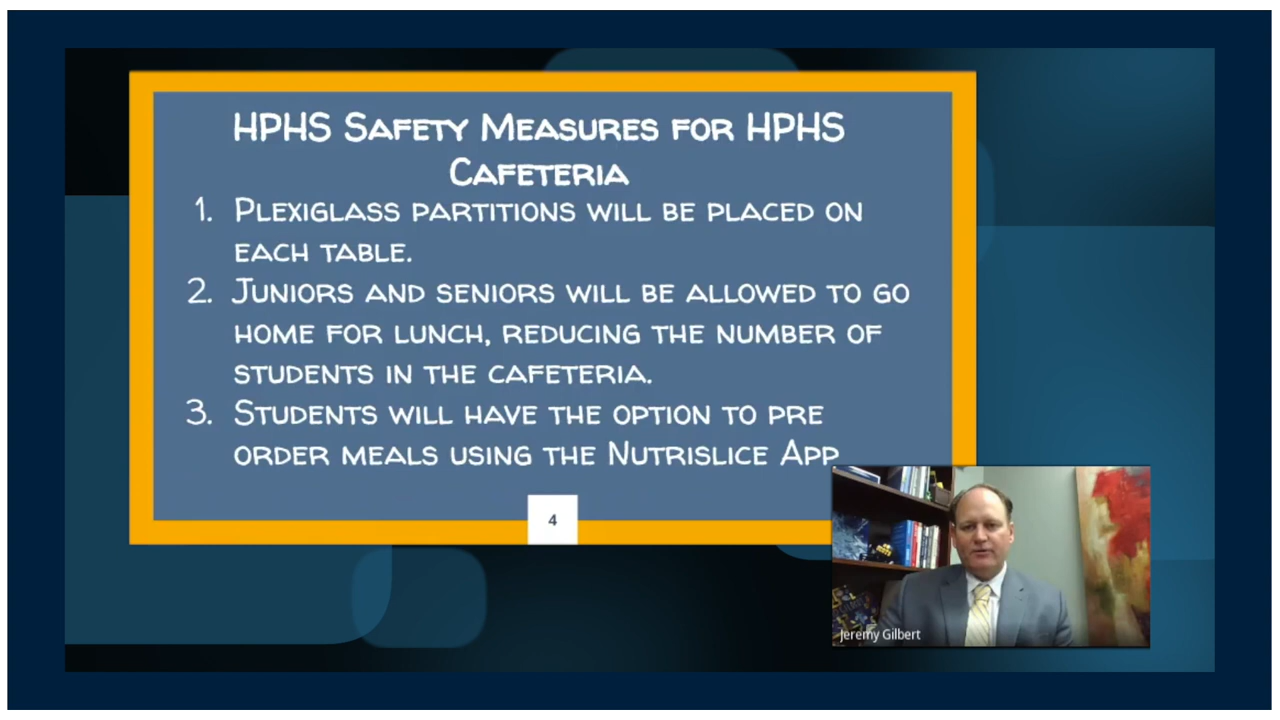 HPHS Safety Measures for HPHS
Cafeteria
1. Plexiglass partitions will be placed on
each table.
2. Juniors and seniors will be allowed to go
home for lunch, reducing the number of
students in the cafeteria.
3. Students will have the option to pre
order meals using the Nutrislice App
4
Jeremy Gilbert